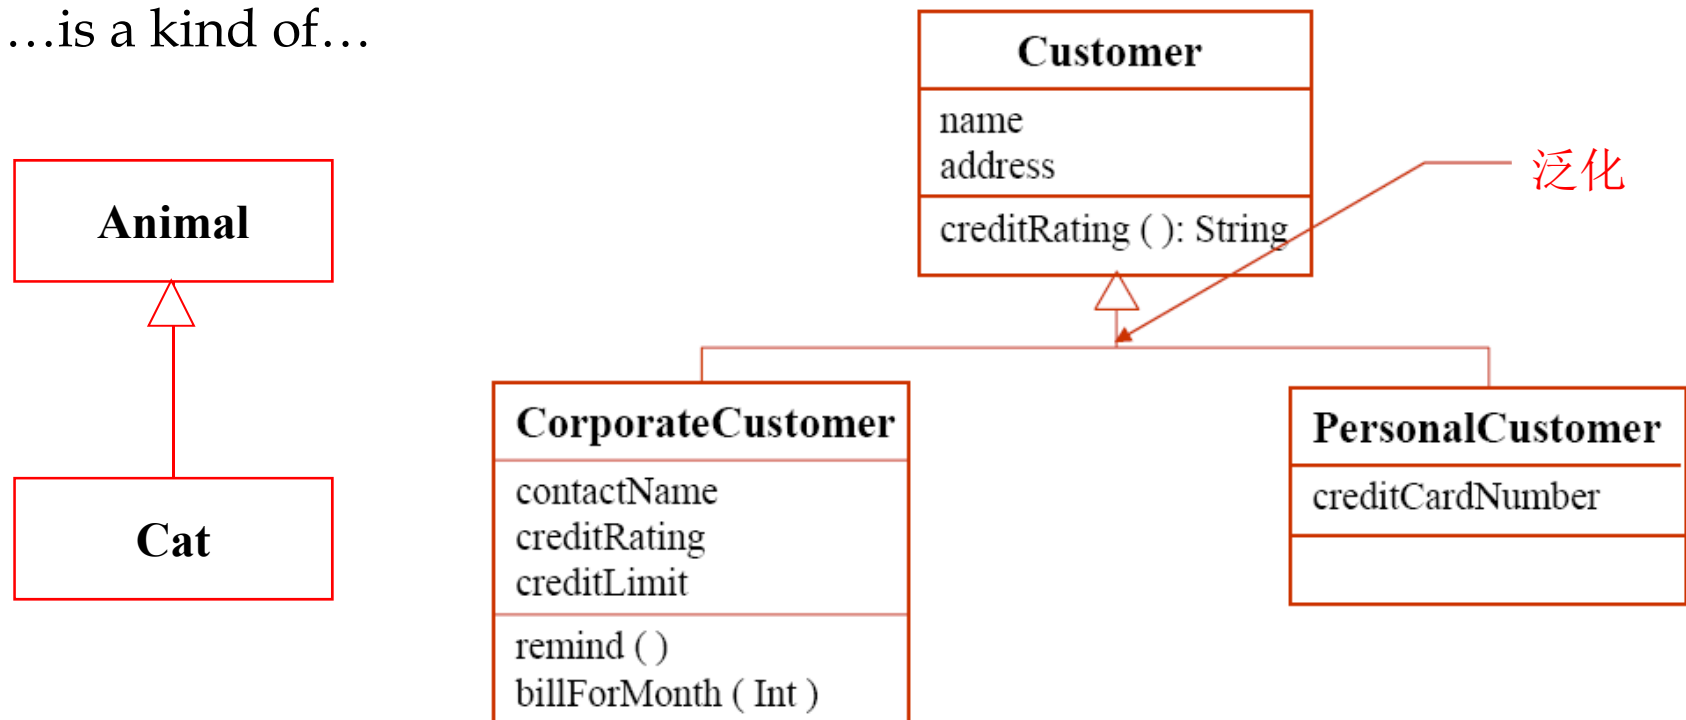 …is a kind of…
Animal
Cat
Customer
name
address
creditRating ( ): String
泛化
CorporateCustomer
contactName
creditRating
creditLimit
remind ( )
billForMonth ( Int )
PersonalCustomer
creditCardNumber